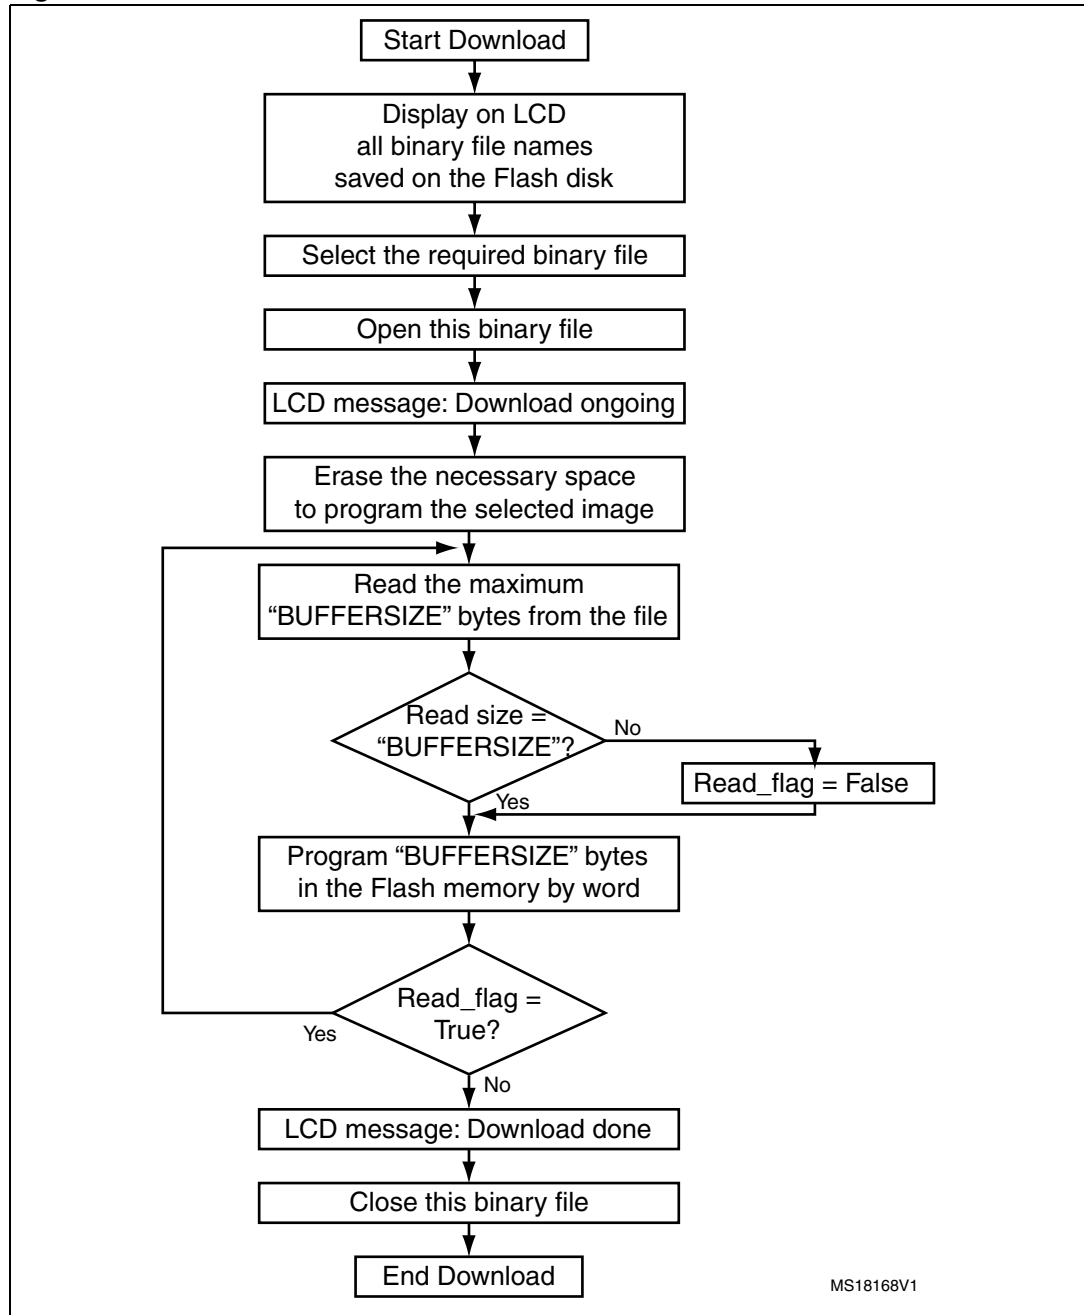 Start Download
Display on LCD
all binary file names
saved on the Flash disk
Select the required binary file
Open this binary file
LCD message: Download ongoing
Erase the necessary space
to program the selected image
Read the maximum
“BUFFERSIZE” bytes from the file
Read size =
“BUFFERSIZE”?
No
Read_flag = False
Yes
Program “BUFFERSIZE” bytes
in the Flash memory by word
Read_flag =
True?
Yes
No
LCD message: Download done
Close this binary file
End Download
MS18168V1